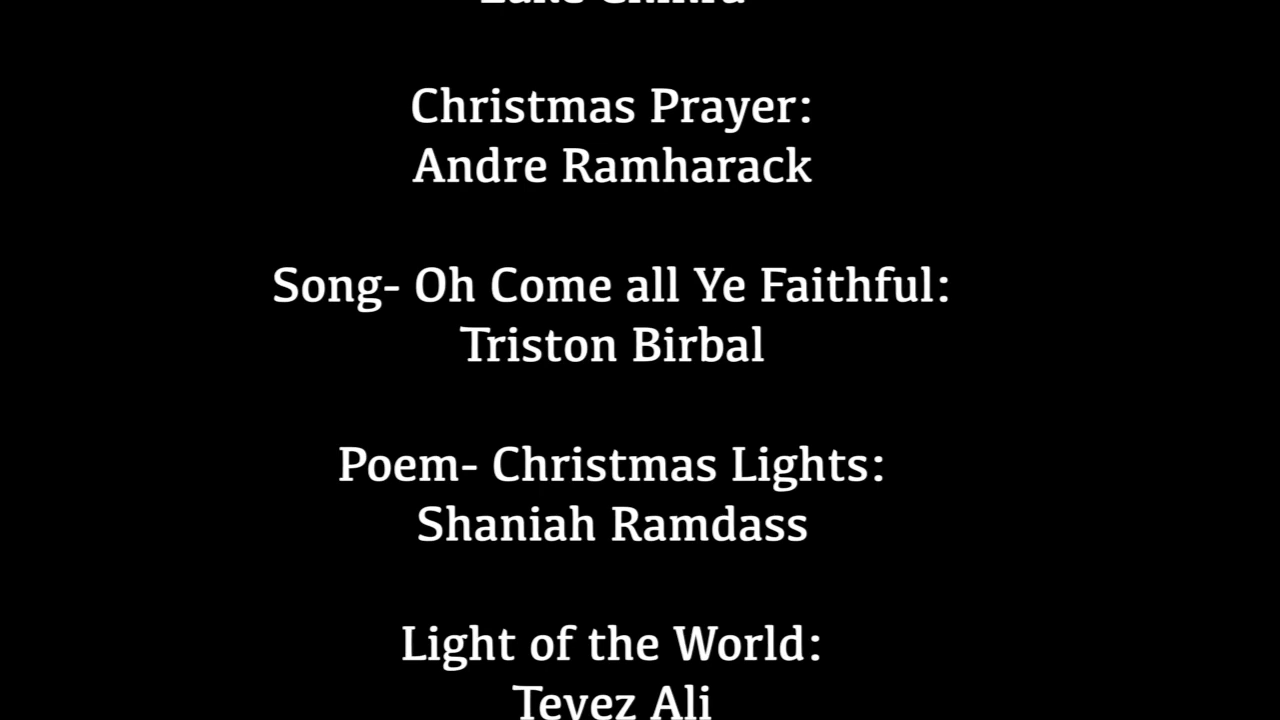 Christmas Prayer:
Andre Ramharack
Song- Oh Come all Ye Faithful:
Triston Birbal
Poem- Christmas Lights:
Shaniah Ramdass
Light of the World:
Tevez Ali